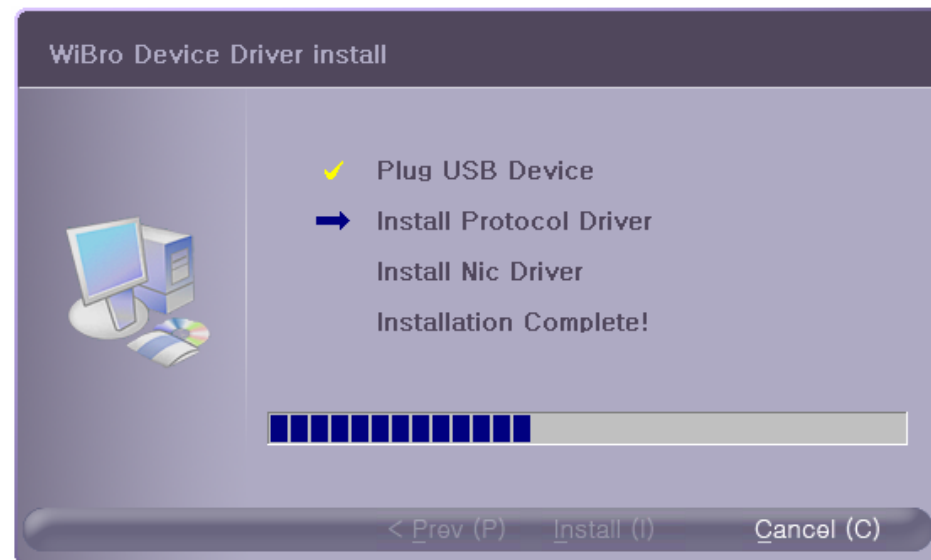 WiBro Device Driver install
Plug USB Device
Install Protocol Driver
Install Nic Driver
Installation Complete!
< Prev (P) Install (I) Cancel (C)